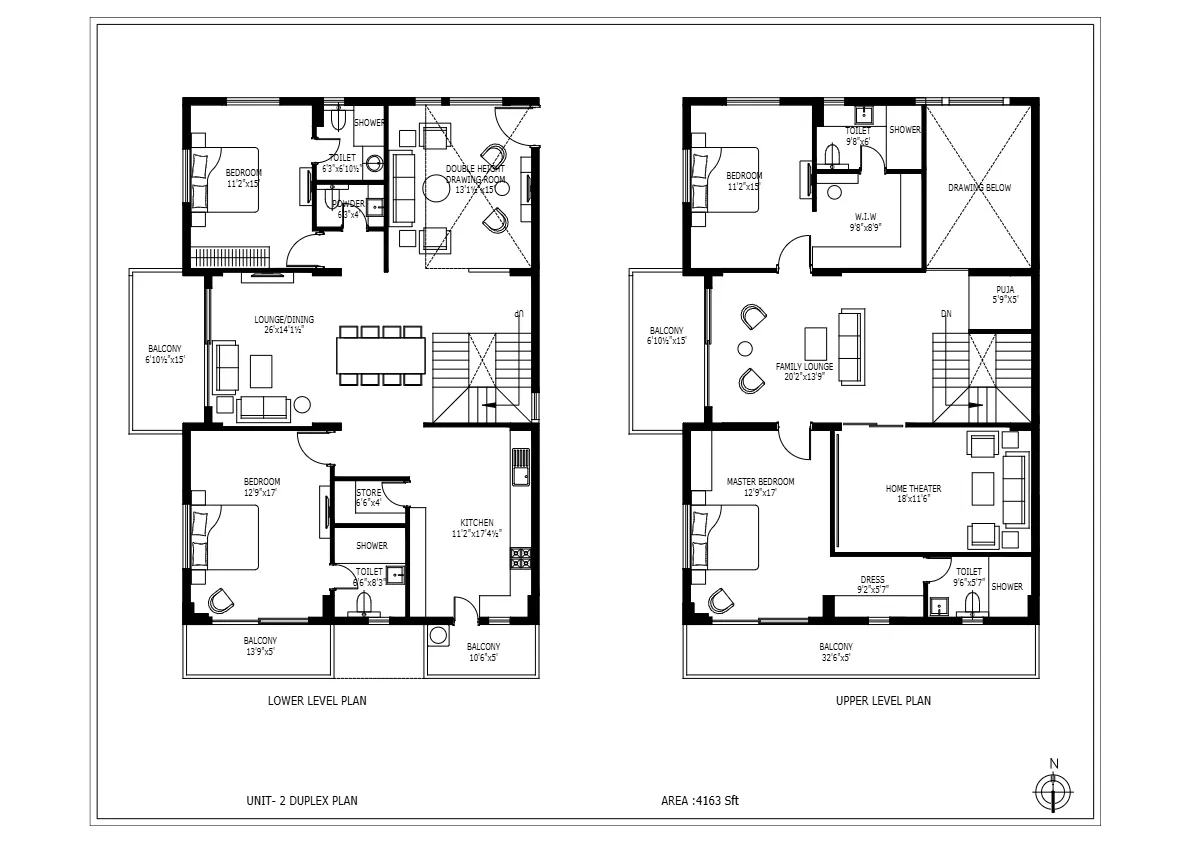 SHOWER
TOILET
6'3"x6'10½"
BEDROOM
11'2"x15'
POWDER
6'3"x4'
DOUBLE HEIGHT
DRAWING ROOM
13'1½"x15'
LOUNGE/DINING
26'x14'1½"
UP
BALCONY
6'10½"x15'
BEDROOM
12'9"x17'
STORE
6'6"x4'
KITCHEN
11'2"x17'4½"
SHOWER
TOILET
6'6"x8'3"
BALCONY
13'9"x5'
BALCONY
10'6"x5'
LOWER LEVEL PLAN
TOILET
9'8"x6'
SHOWER
BEDROOM
11'2"x15'
DRAWING BELOW
W.I.W
9'8"x8'9"
PUJA
5'9"X5'
DN
BALCONY
6'10½"x15'
FAMILY LOUNGE
20'2"x13'9"
MASTER BEDROOM
12'9"x17'
HOME THEATER
18'x11'6"
DRESS
9'2"x5'7"
TOILET
9'6"x5'7"
SHOWER
BALCONY
32'6"x5'
UPPER LEVEL PLAN
N
UNIT- 2 DUPLEX PLAN
AREA :4163 Sft